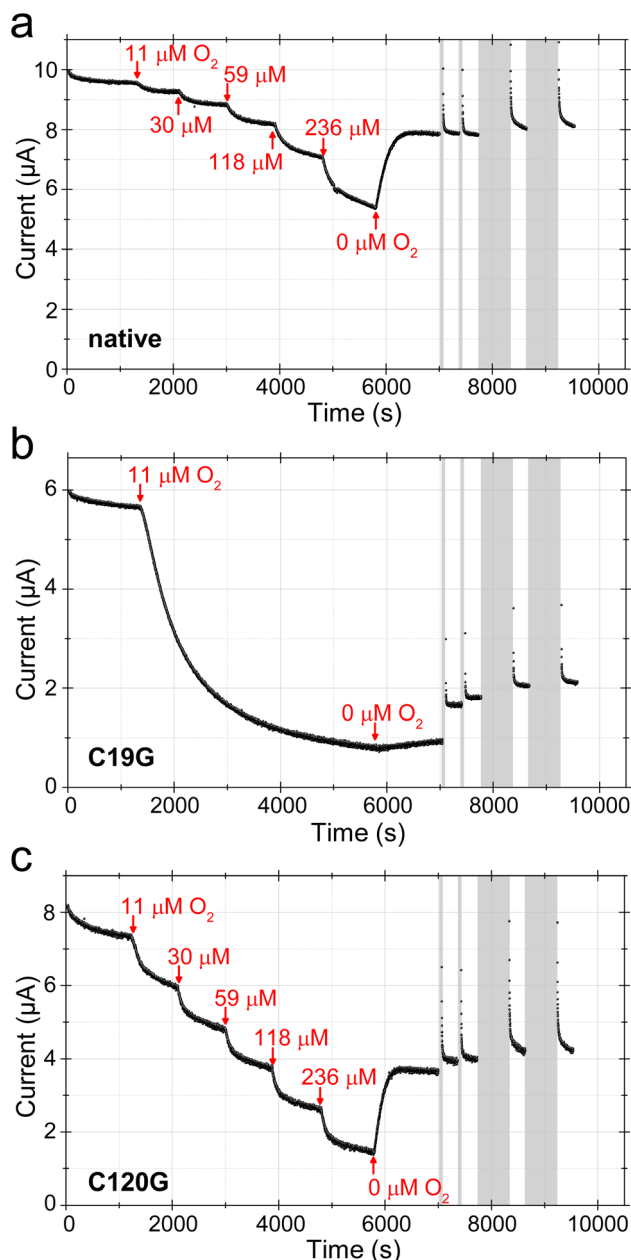 a
10
8
6
4
2
0
Current (μA)
11 μM O2
30 μM
59 μM
118 μM
236 μM
0 μM O2
native
0 2000 4000 6000 8000 10000
Time (s)
b
6
4
2
0
Current (μA)
11 μM O2
0 μM O2
C19G
0 2000 4000 6000 8000 10000
Time (s)
c
8
6
4
2
0
Current (μA)
11 μM O2
30 μM
59 μM
118 μM
236 μM
0 μM O2
C120G
0 2000 4000 6000 8000 10000
Time (s)